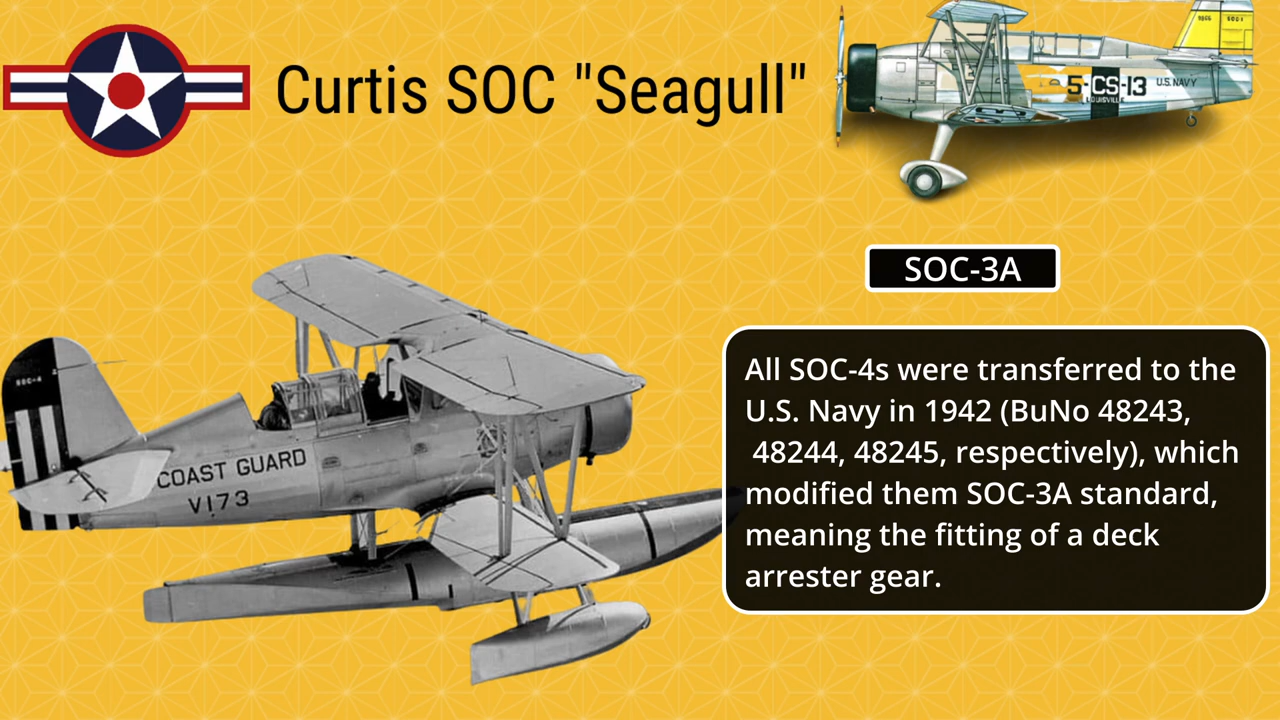 Curtis SOC "Seagull"
5-CS-13
U.S. NAVY
LOUISVILLE
SOC-3A
All SOC-4s were transferred to the
U.S. Navy in 1942 (BuNo 48243,
48244, 48245, respectively), which
modified them SOC-3A standard,
meaning the fitting of a deck
arrester gear.
SOC-4
COAST GUARD
V173